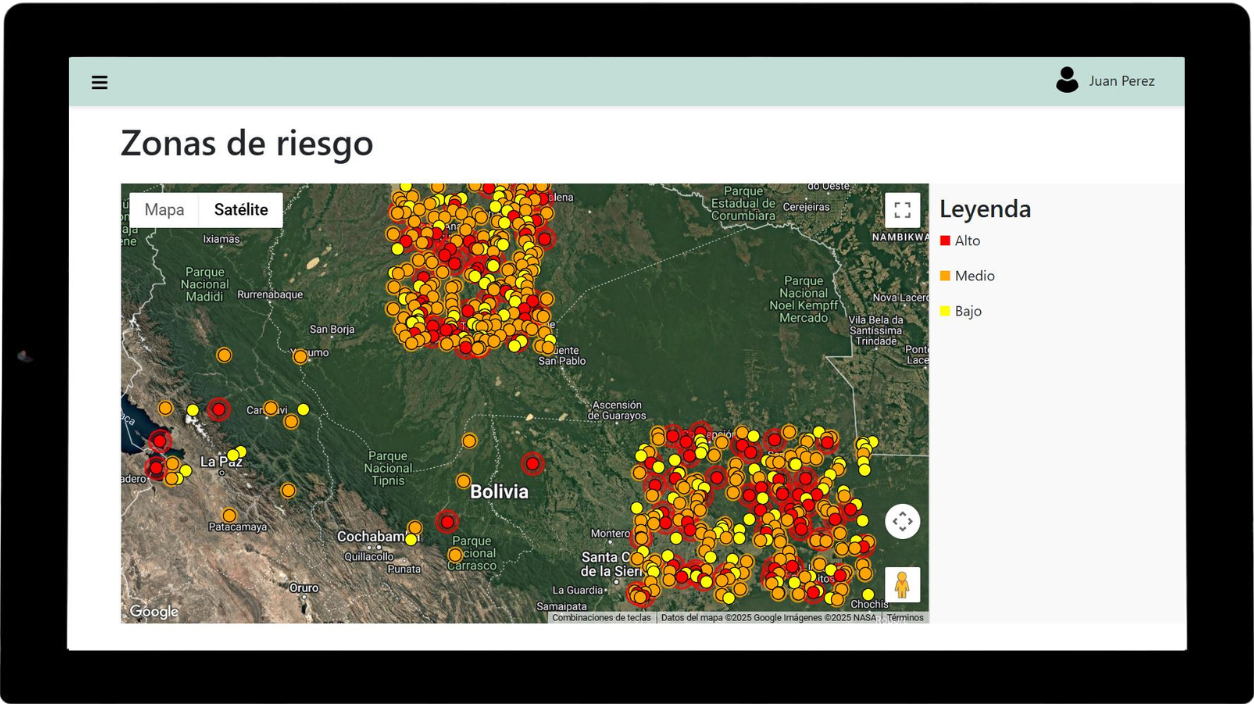 Juan Perez
Zonas de riesgo
Mapa
Satélite
Leyenda
Alto
Medio
Bajo
do Oeste
Parque
Estadual de
Corumbiara
Cerejeiras
NAMBIKWA
Ixiamas
Parque
Nacional
Madidi
Rurrenabaque
San Borja
Parque
Nacional
Noel Kempff
Mercado
Nova Lacer
Vila Bela da
Santíssima
Trindade
Pont
Lace
San Pablo
Ascensión
de Guarayos
La Paz
Parque
Nacional
Tipnis
Bolivia
Patacamaya
Cochabam
Quillacollo
Punata
Parque
Carrasco
Montero
Santa C
de la Sierr
La Guardia
Samaipata
Oruro
Chochis
Google
Combinaciones de teclas
Datos del mapa ©2025 Google Imágenes ©2025 NASA
Términos